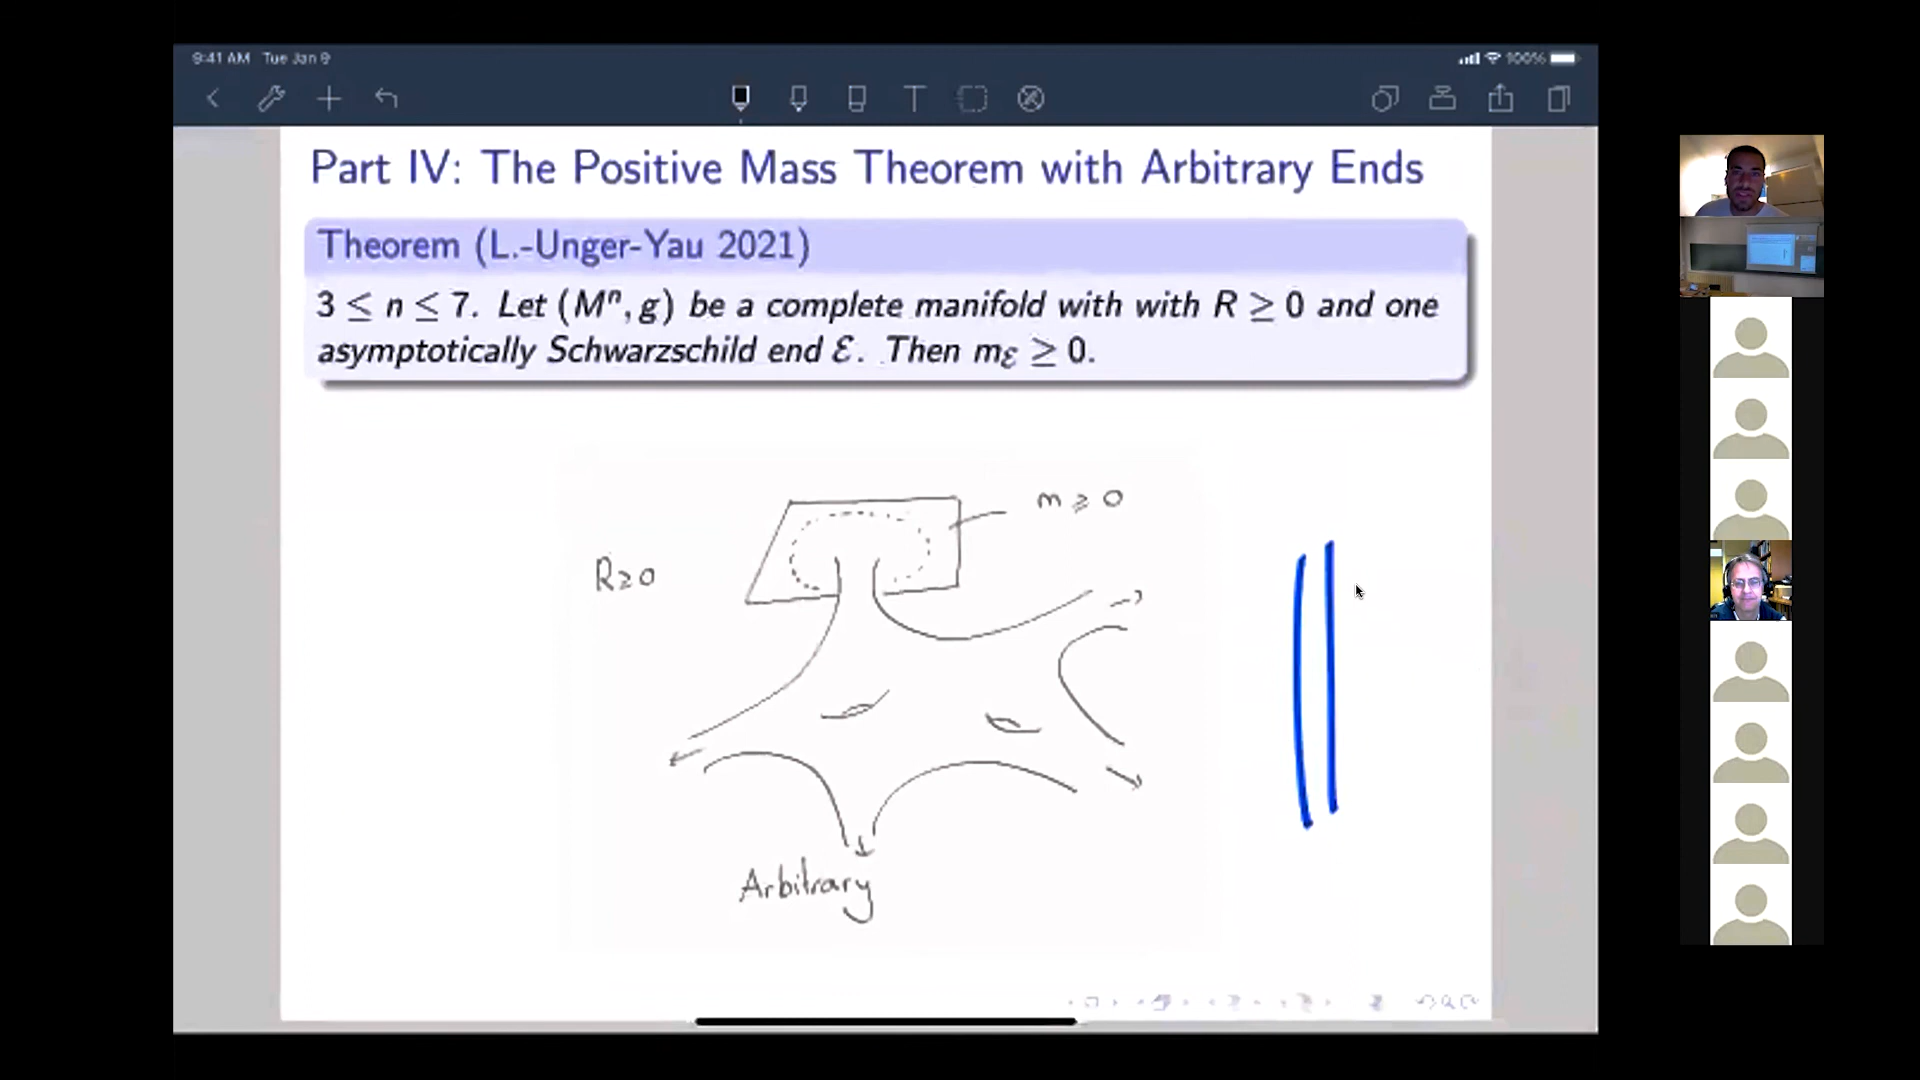 9:41 AM Tue Jan 9
100%
T
Part IV: The Positive Mass Theorem with Arbitrary Ends
Theorem (L.-Unger-Yau 2021)
3 ≤ n ≤ 7. Let (Mⁿ, g) be a complete manifold with with R ≥ 0 and one
asymptotically Schwarzschild end ℰ. Then m_ℰ ≥ 0.
m ≥ 0
R ≥ 0
Arbitrary